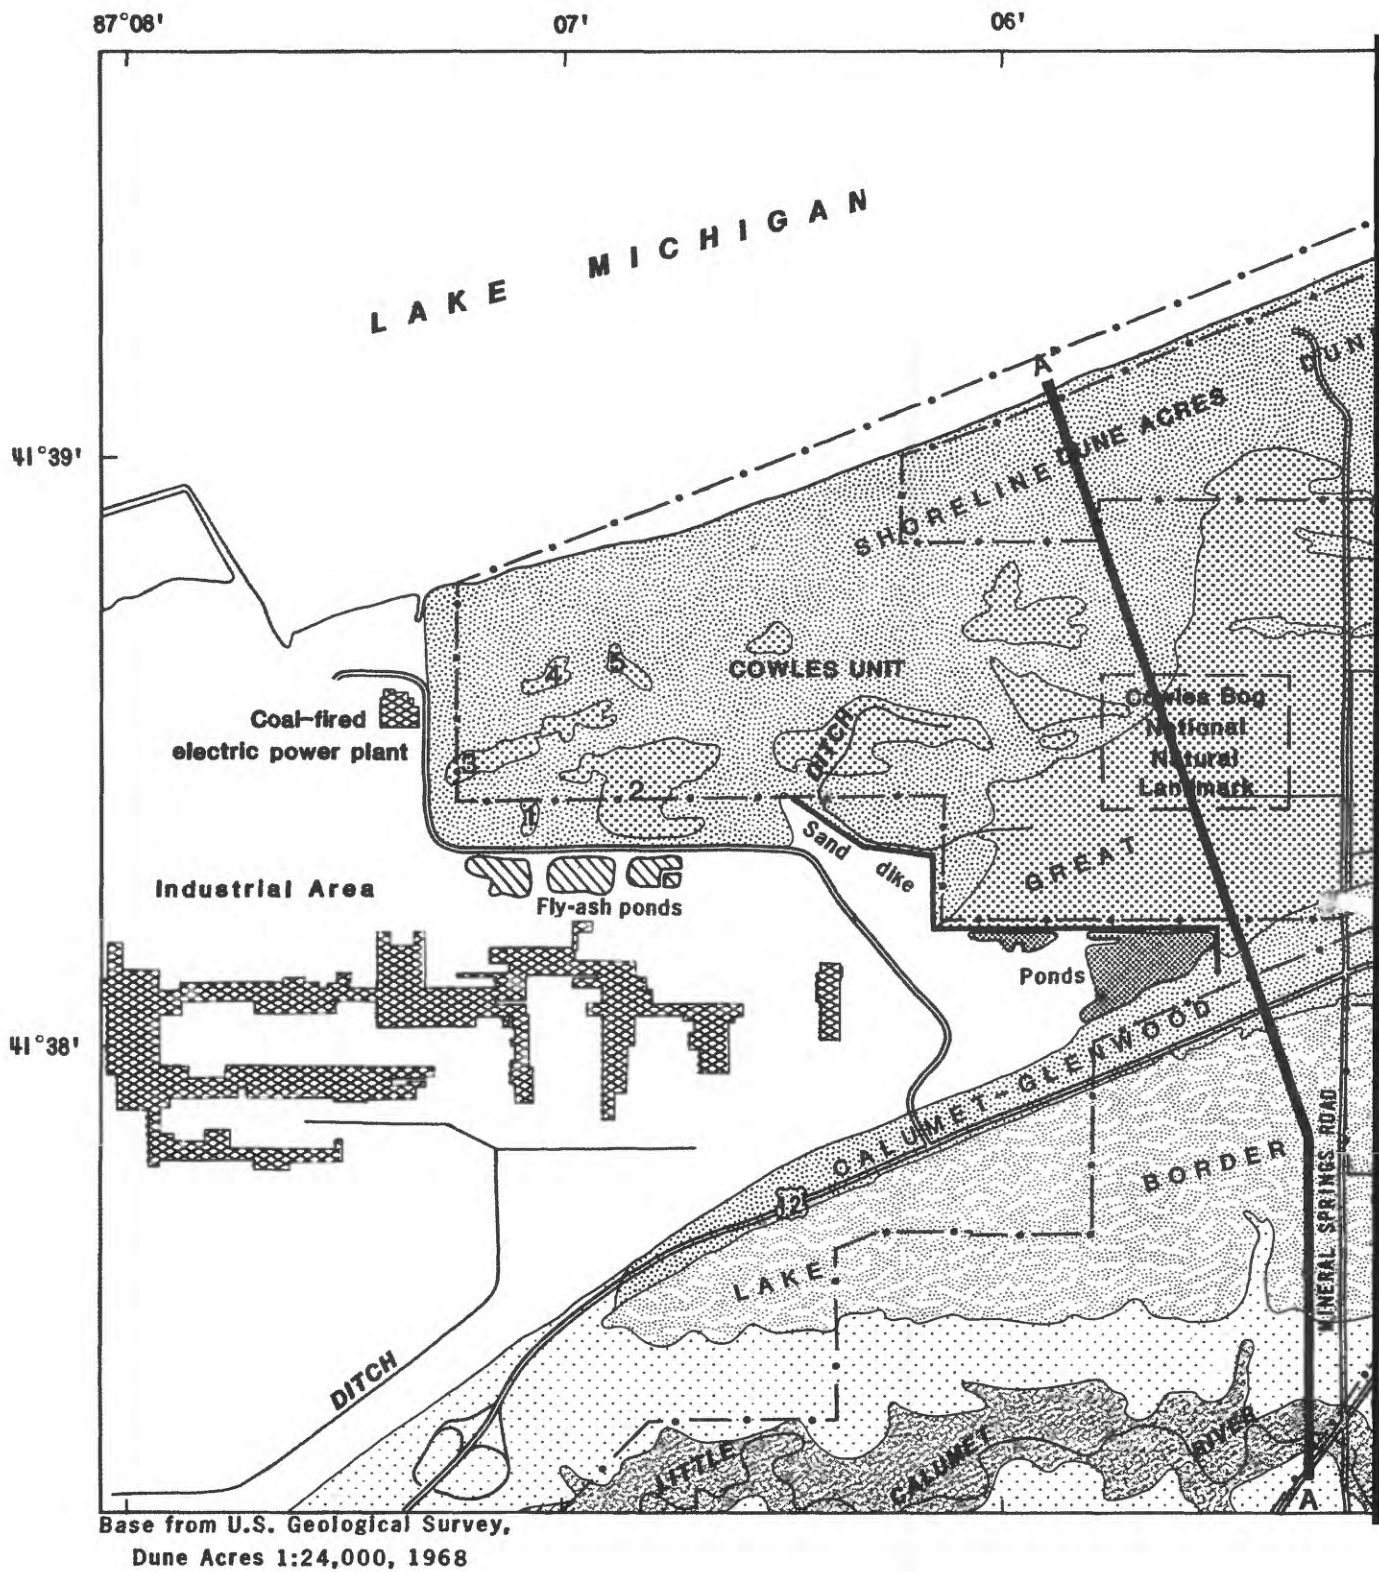 87°08' 07' 06'
LAKE MICHIGAN
A'
DUN
41°39'
SHORELINE
DUNE ACRES
4 5
COWLES UNIT
Cowles Bog
National
Natural
Landmark
Coal-fired
electric power plant
DITCH
3
2
1
Sand dike
GREAT
Industrial Area
Fly-ash ponds
Ponds
41°38'
CALUMET-GLENWOOD
BORDER
MINERAL SPRINGS ROAD
12
LAKE
DITCH
LITTLE CALUMET RIVER
A
Base from U.S. Geological Survey,
Dune Acres 1:24,000, 1968